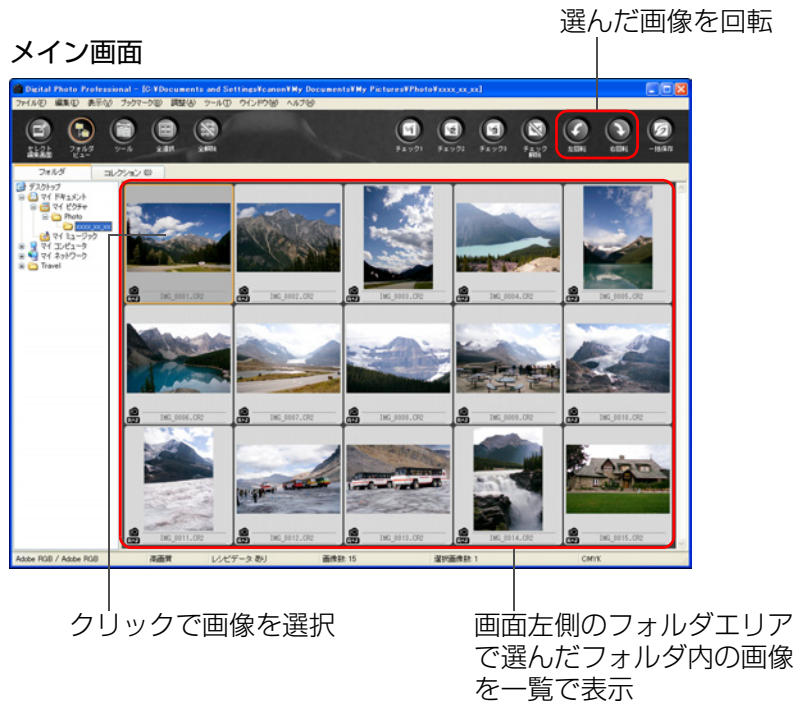 選んだ画像を回転
メイン画面
Digital Photo Professional - [C:¥Documents and Settings¥canon¥My Documents¥My Pictures¥Photo¥xxxx_xx_xx]
ファイル(F) 編集(E) 表示(V) ブックマーク(B) 調整(A) ツール(T) ウインドウ(W) ヘルプ(H)
セレクト編集画面 フォルダビュー ツール 全選択 全解除 チェック1 チェック2 チェック3 チェック解除 左回転 右回転 一括保存
フォルダ コレクション (0)
デスクトップ
マイ ドキュメント
マイ ピクチャ
Photo
xxxx_xx_xx
マイ ミュージック
マイ コンピュータ
マイ ネットワーク
Travel
IMG_0001.CR2 IMG_0002.CR2 IMG_0003.CR2 IMG_0004.CR2 IMG_0005.CR2
IMG_0006.CR2 IMG_0007.CR2 IMG_0008.CR2 IMG_0009.CR2 IMG_0010.CR2
IMG_0011.CR2 IMG_0012.CR2 IMG_0013.CR2 IMG_0014.CR2 IMG_0015.CR2
Adobe RGB / Adobe RGB 高画質 レシピデータ:あり 画像数: 15 選択画像数: 1 CMYK
クリックで画像を選択
画面左側のフォルダエリア
で選んだフォルダ内の画像
を一覧で表示